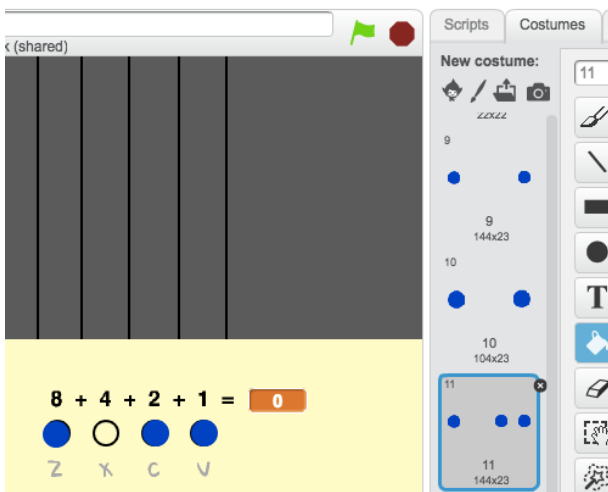 Scripts Costumes
k (shared)
New costume:
11
22x22
9
9
144x23
10
10
104x23
11
11
144x23
T
8 + 4 + 2 + 1 = 0
Z X C V